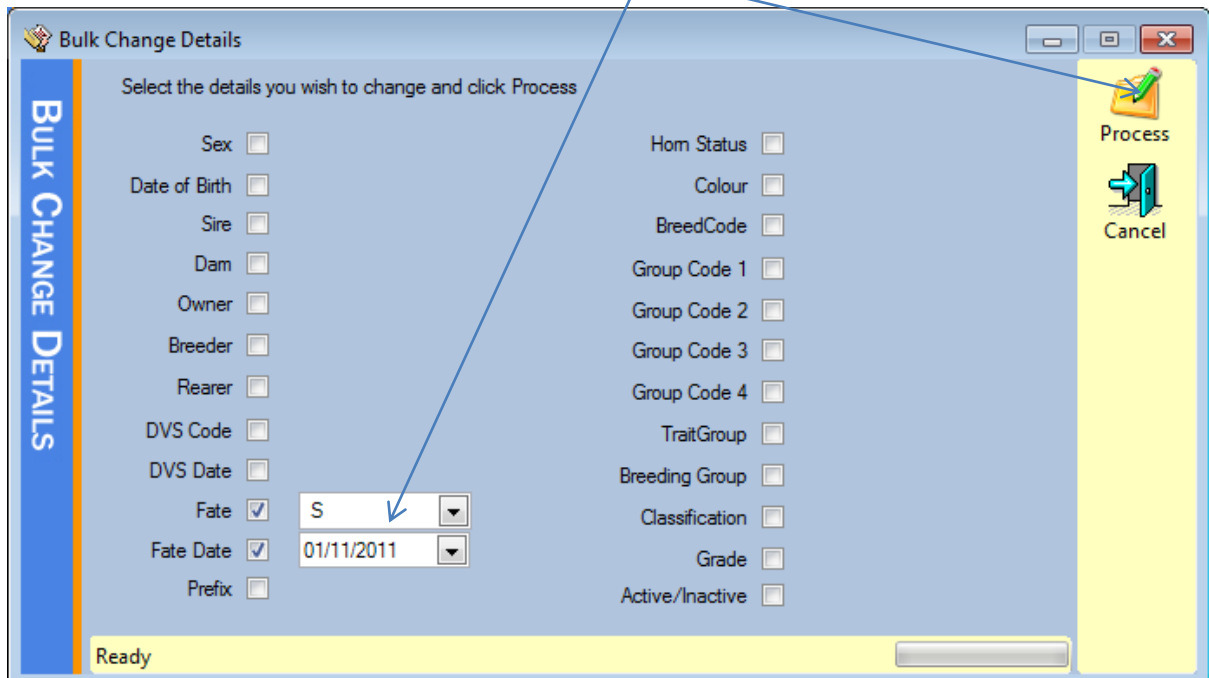 Bulk Change Details
BULK CHANGE DETAILS
Select the details you wish to change and click Process
Sex
Date of Birth
Sire
Dam
Owner
Breeder
Rearer
DVS Code
DVS Date
Fate S
Fate Date 01/11/2011
Prefix
Horn Status
Colour
BreedCode
Group Code 1
Group Code 2
Group Code 3
Group Code 4
TraitGroup
Breeding Group
Classification
Grade
Active/Inactive
Process
Cancel
Ready